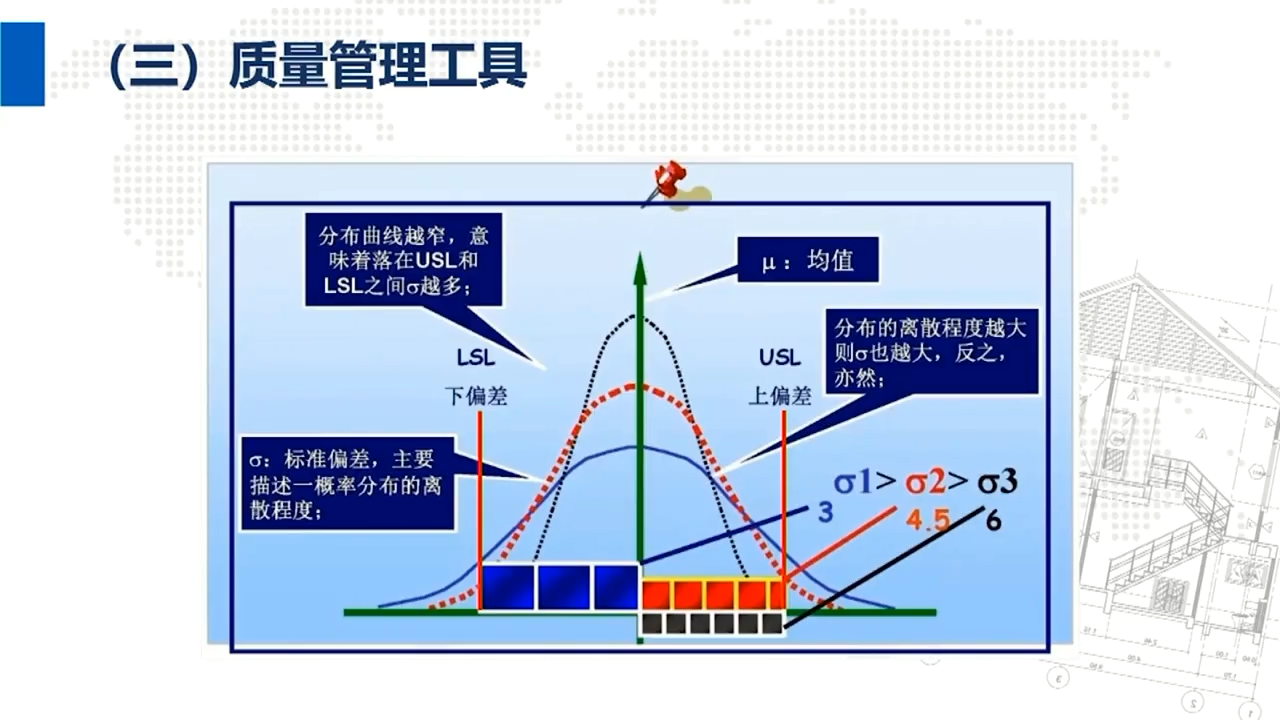 （三）质量管理工具
分布曲线越窄，意
味着落在USL和
LSL之间σ越多；
μ：均值
分布的离散程度越大
则σ也越大，反之，
亦然；
LSL
下偏差
USL
上偏差
σ：标准偏差，主要
描述一概率分布的离
散程度；
σ1> σ2> σ3
3 4.5 6